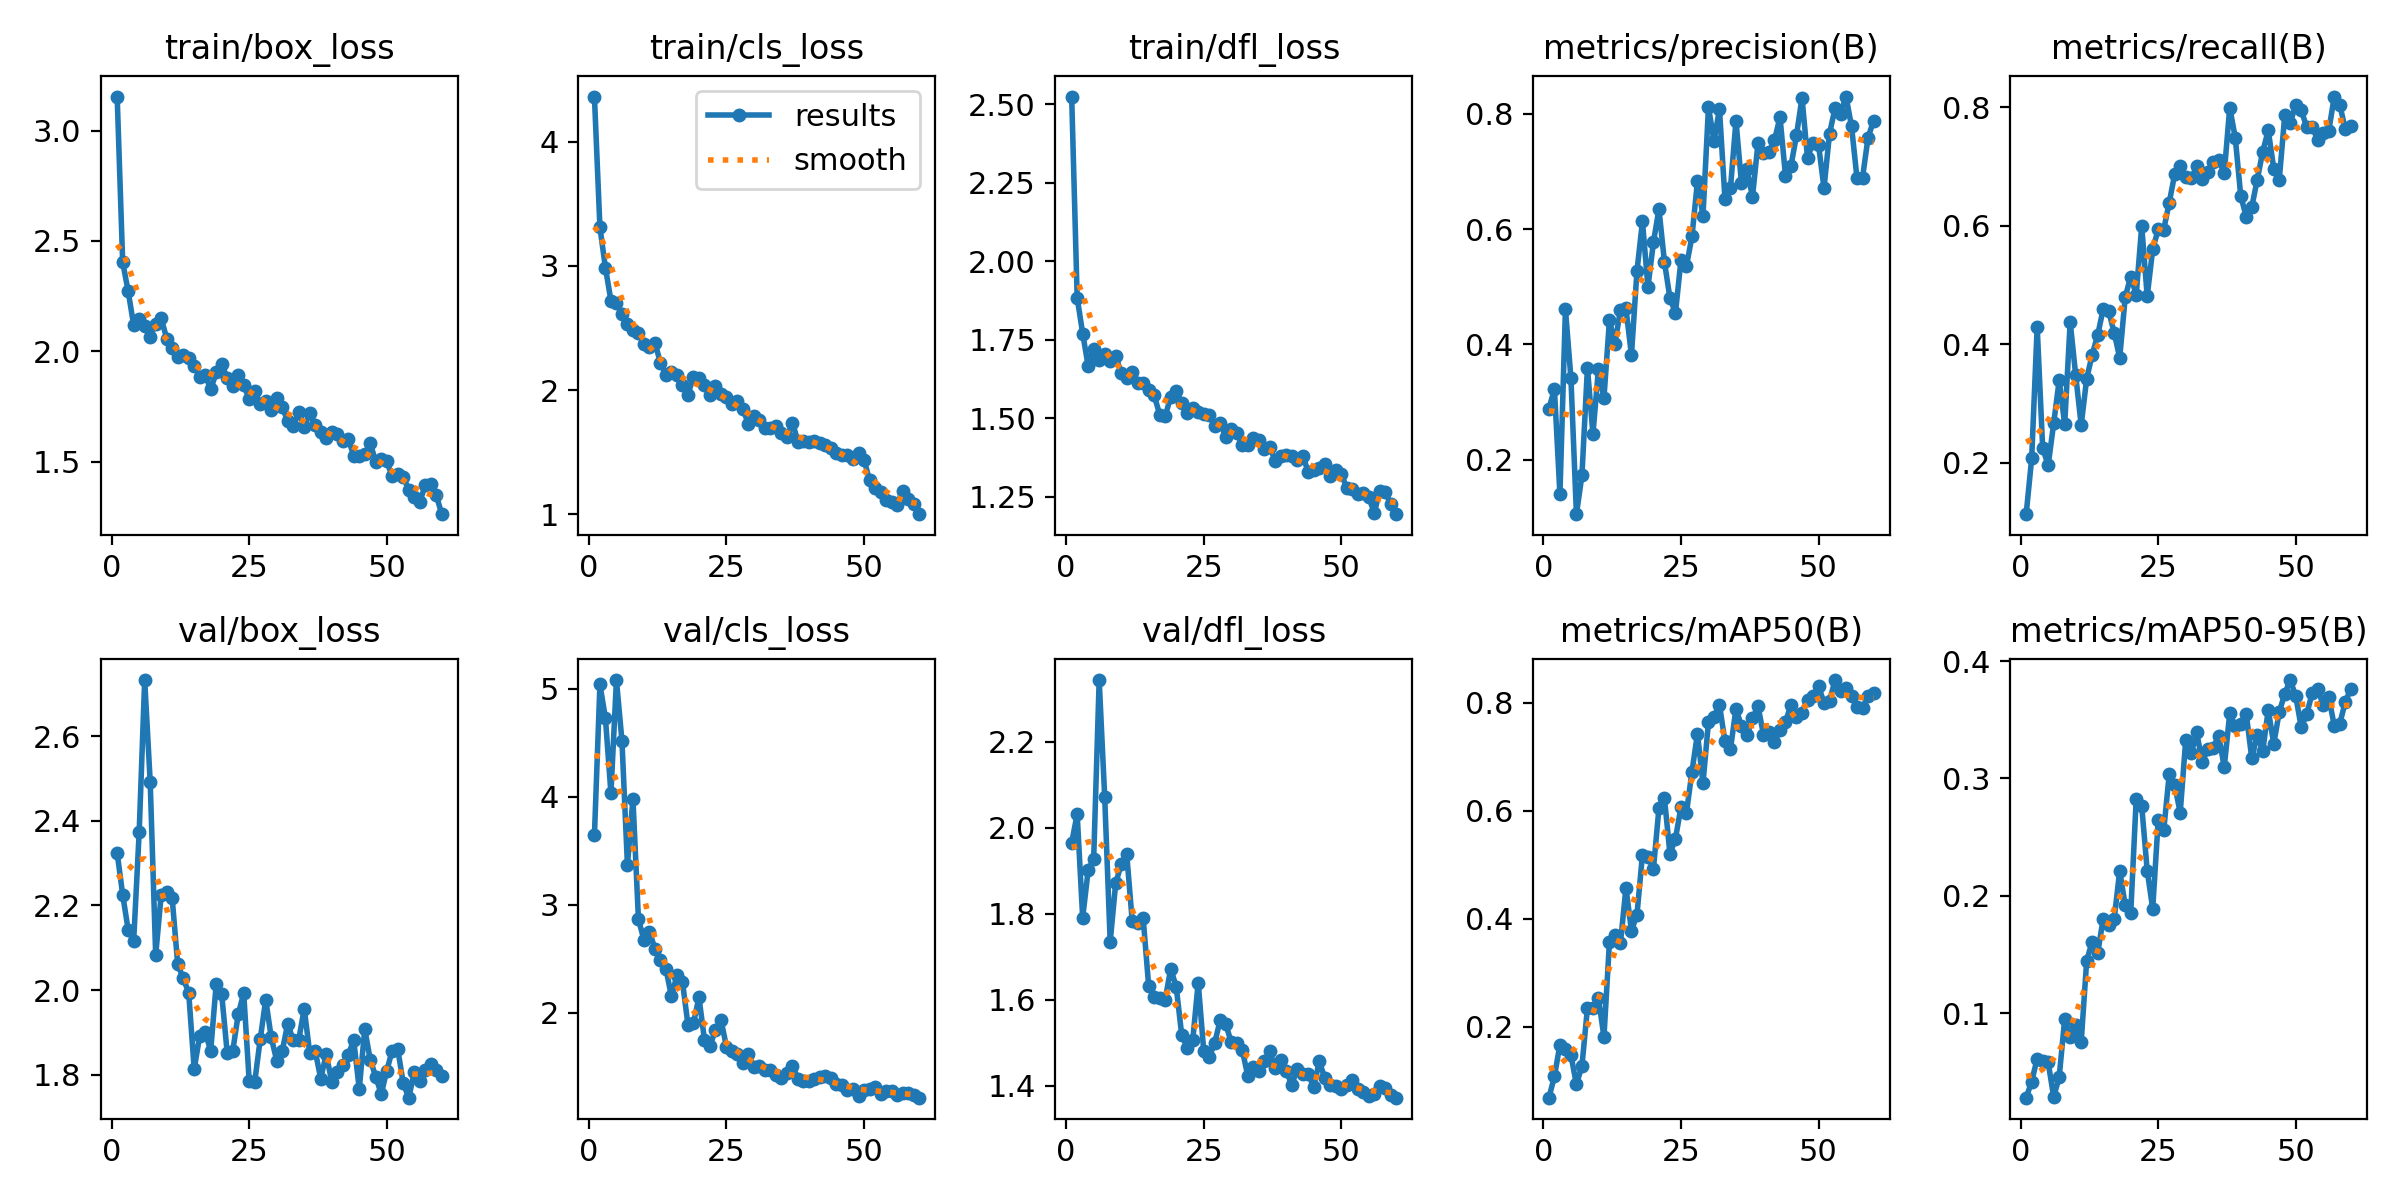 train/box_loss
3.0
2.5
2.0
1.5
0 25 50
train/cls_loss
results
smooth
4
3
2
1
0 25 50
train/dfl_loss
2.50
2.25
2.00
1.75
1.50
1.25
0 25 50
metrics/precision(B)
0.8
0.6
0.4
0.2
0 25 50
metrics/recall(B)
0.8
0.6
0.4
0.2
0 25 50
val/box_loss
2.6
2.4
2.2
2.0
1.8
0 25 50
val/cls_loss
5
4
3
2
0 25 50
val/dfl_loss
2.2
2.0
1.8
1.6
1.4
0 25 50
metrics/mAP50(B)
0.8
0.6
0.4
0.2
0 25 50
metrics/mAP50-95(B)
0.4
0.3
0.2
0.1
0 25 50